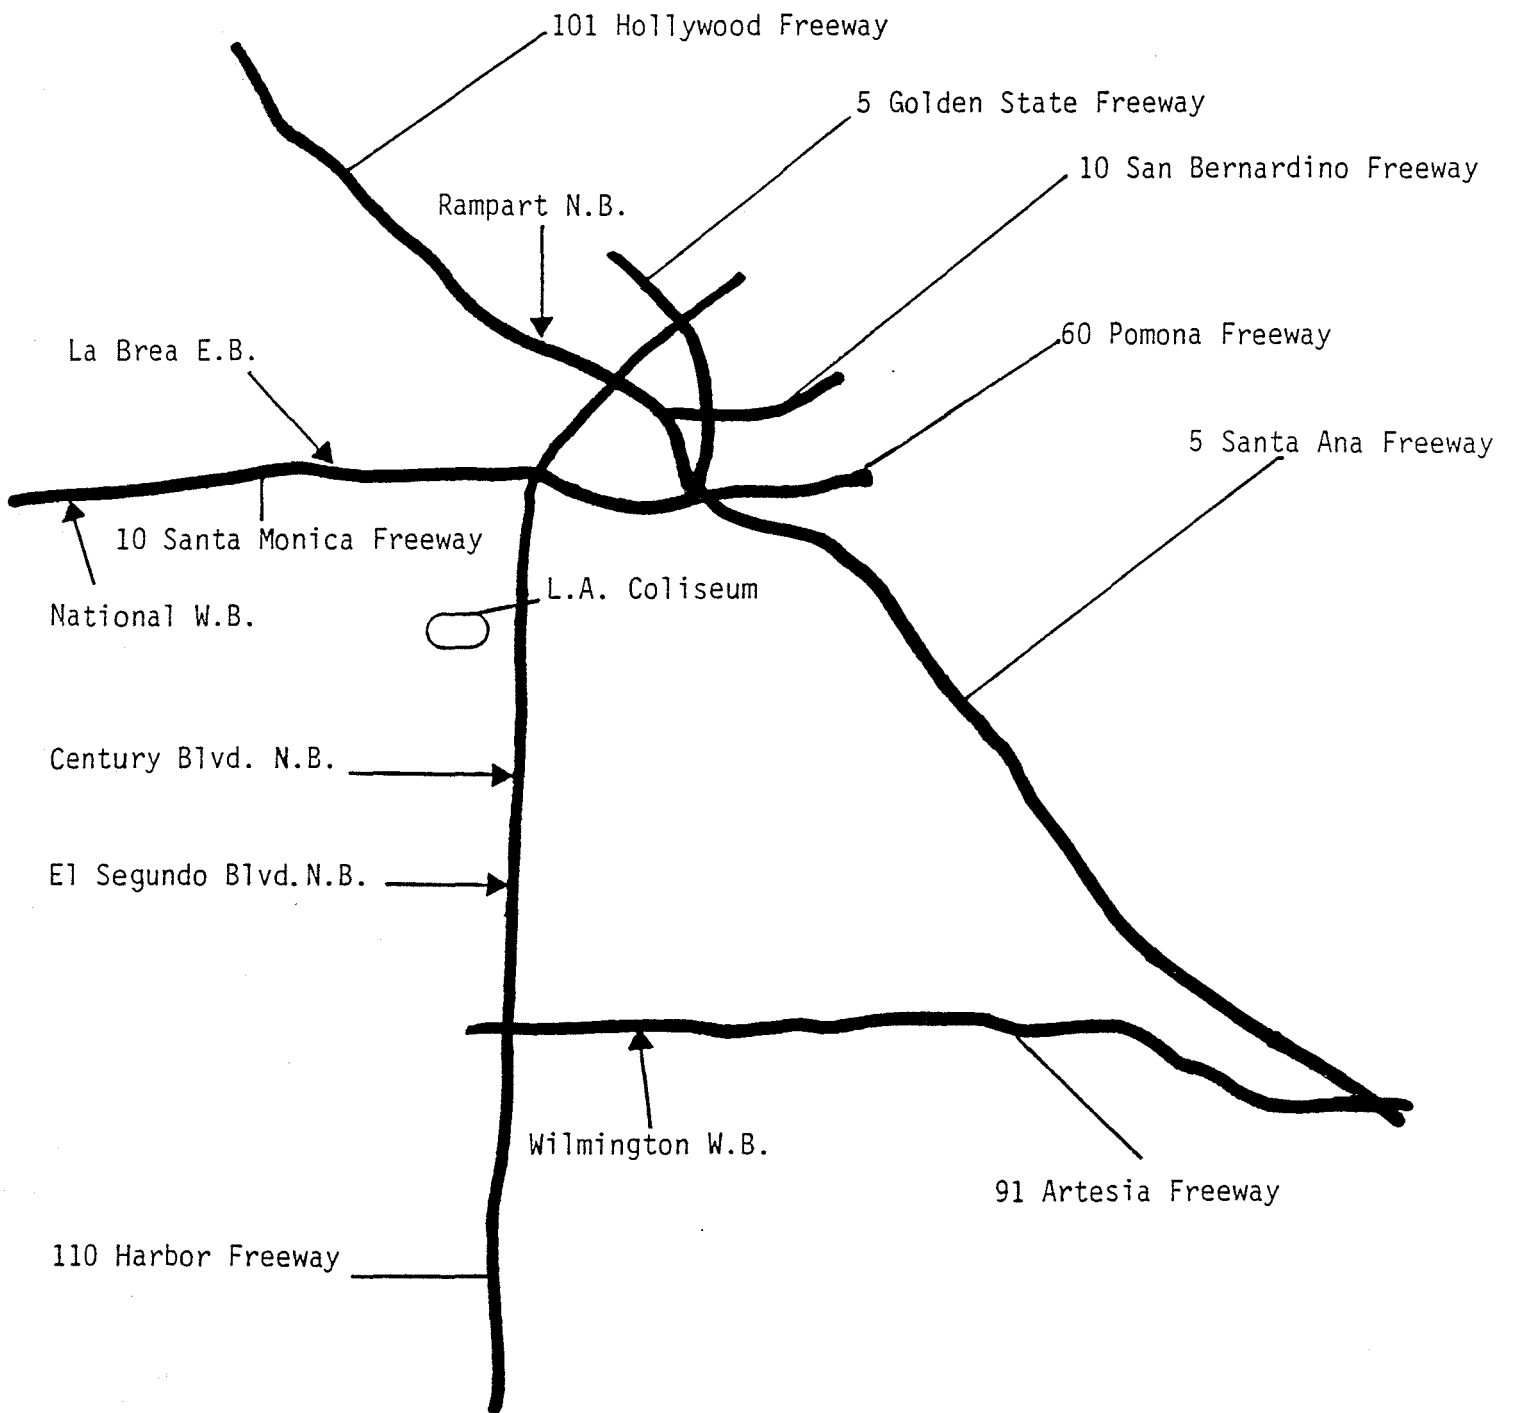 101 Hollywood Freeway
5 Golden State Freeway
10 San Bernardino Freeway
Rampart N.B.
60 Pomona Freeway
La Brea E.B.
5 Santa Ana Freeway
10 Santa Monica Freeway
L.A. Coliseum
National W.B.
Century Blvd. N.B.
El Segundo Blvd. N.B.
Wilmington W.B.
91 Artesia Freeway
110 Harbor Freeway